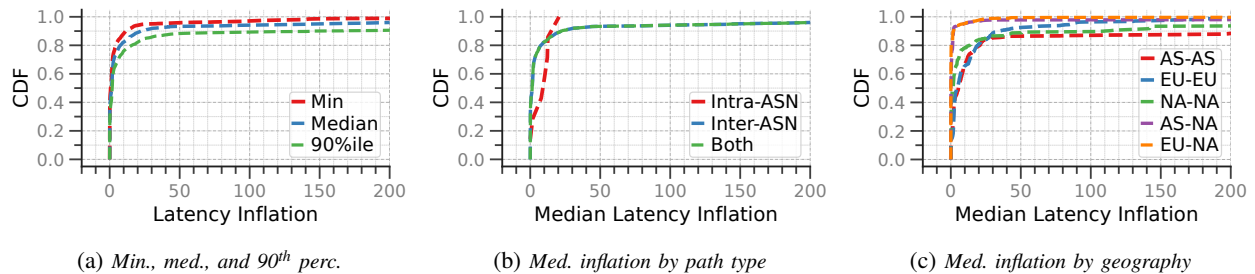 CDF
1.0
0.8
0.6
0.4
0.2
0.0
Min
Median
90%ile
0 50 100 150 200
Latency Inflation
(a) Min., med., and 90th perc.
CDF
1.0
0.8
0.6
0.4
0.2
0.0
Intra-ASN
Inter-ASN
Both
0 50 100 150 200
Median Latency Inflation
(b) Med. inflation by path type
CDF
1.0
0.8
0.6
0.4
0.2
0.0
AS-AS
EU-EU
NA-NA
AS-NA
EU-NA
0 50 100 150 200
Median Latency Inflation
(c) Med. inflation by geography